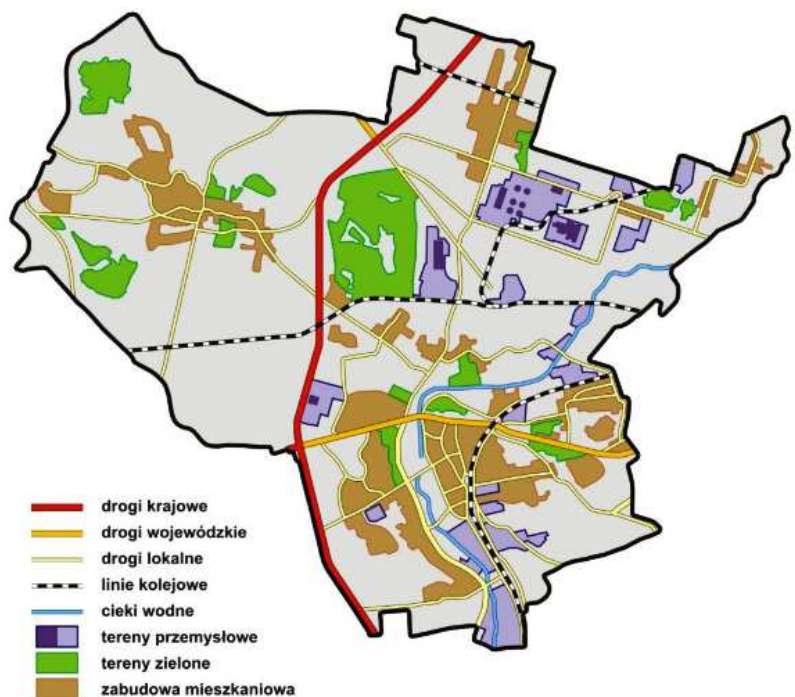 drogi krajowe
drogi wojewódzkie
drogi lokalne
linie kolejowe
cieki wodne
tereny przemysłowe
tereny zielone
zabudowa mieszkaniowa